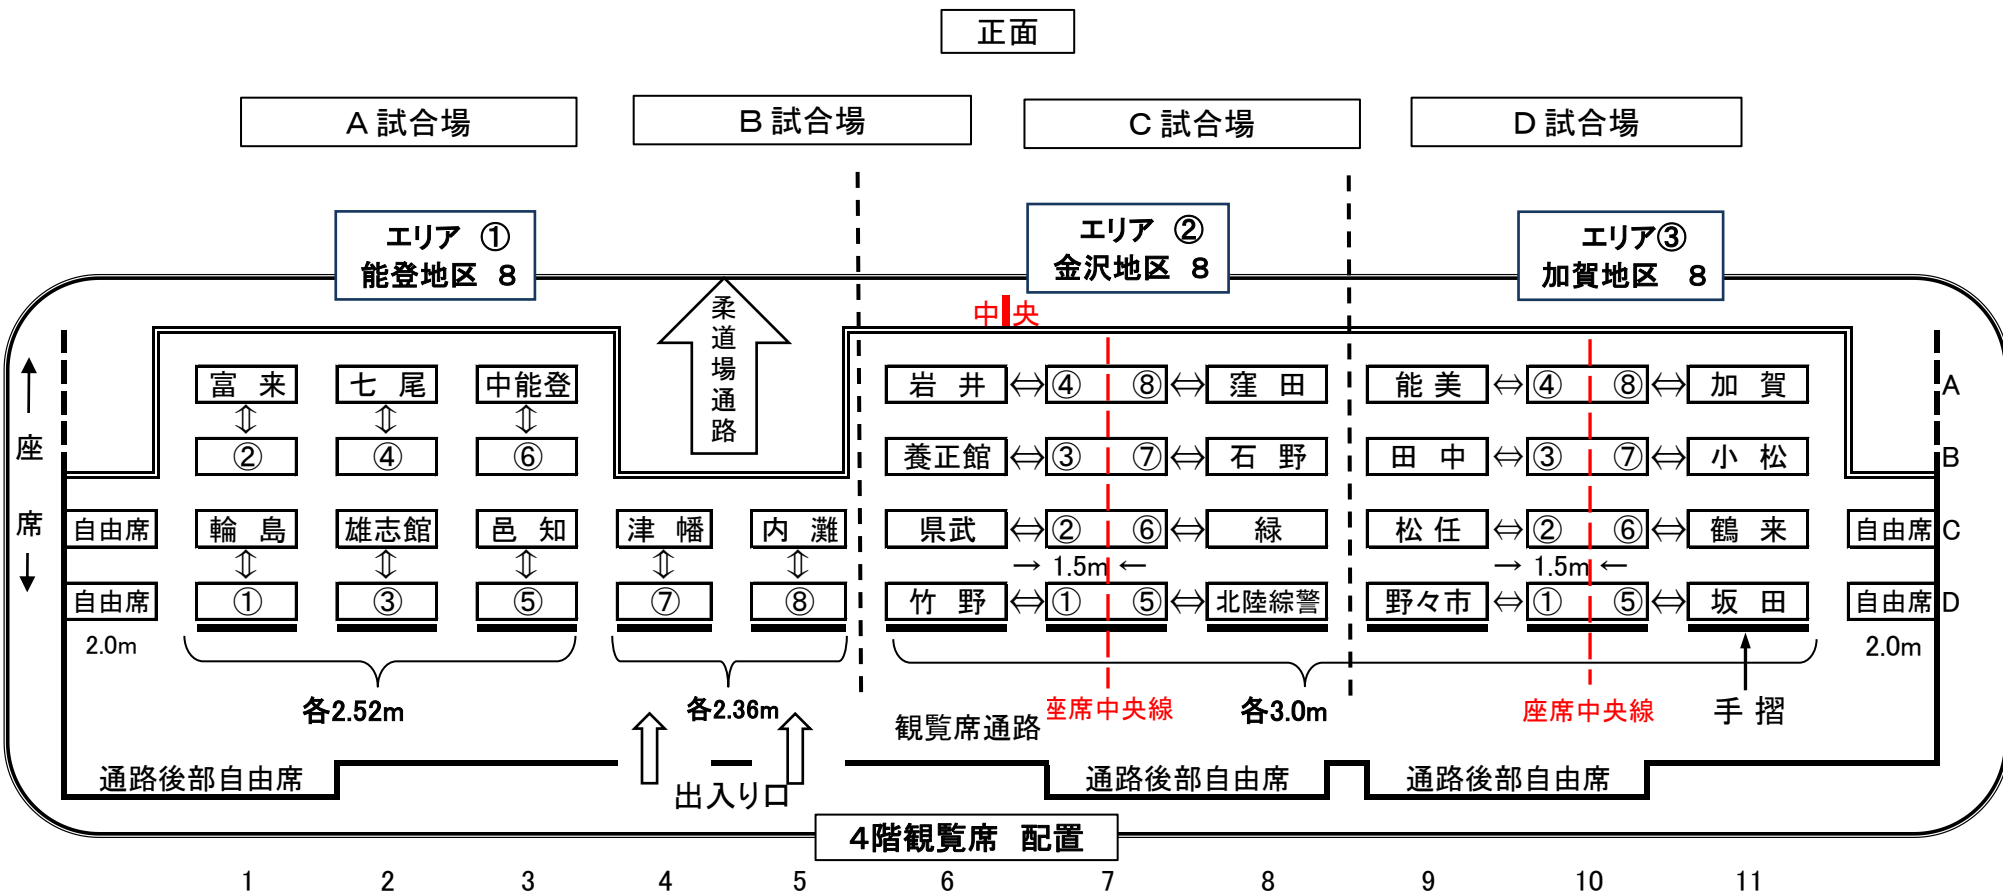 正面
A 試合場 B 試合場 C 試合場 D 試合場
エリア ① エリア ② エリア③
能登地区 8 金沢地区 8 加賀地区 8
中央
柔道場通路
富 来 七 尾 中能登 岩 井 ⇔ ④ ⑧ ⇔ 窪 田 能 美 ⇔ ④ ⑧ ⇔ 加 賀 A
⇕ ⇕ ⇕
座 ② ④ ⑥ 養正館 ⇔ ③ ⑦ ⇔ 石 野 田 中 ⇔ ③ ⑦ ⇔ 小 松 B
席 自由席 輪 島 雄志館 邑 知 津 幡 内 灘 県武 ⇔ ② ⑥ ⇔ 緑 松 任 ⇔ ② ⑥ ⇔ 鶴 来 自由席 C
⇕ ⇕ ⇕ ⇕ ⇕ → 1.5m ← → 1.5m ←
自由席 ① ③ ⑤ ⑦ ⑧ 竹 野 ⇔ ① ⑤ ⇔ 北陸綜警 野々市 ⇔ ① ⑤ ⇔ 坂 田 自由席 D
2.0m 2.0m
各2.52m 各2.36m 座席中央線 各3.0m 座席中央線 手 摺
観覧席通路
通路後部自由席 出入り口 通路後部自由席 通路後部自由席
4階観覧席 配置
1 2 3 4 5 6 7 8 9 10 11